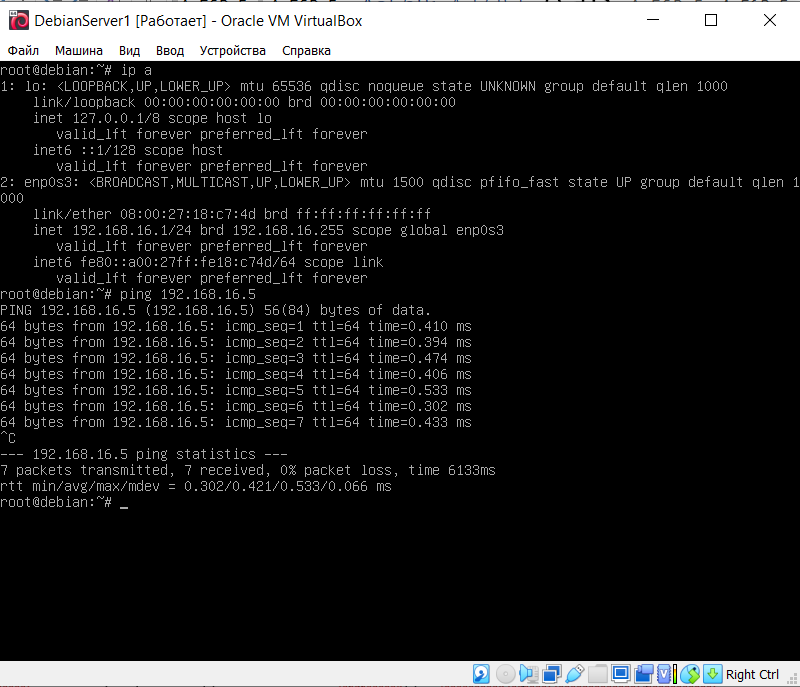 DebianServer1 [Работает] - Oracle VM VirtualBox
Файл Машина Вид Ввод Устройства Справка
root@debian:~# ip a
1: lo: <LOOPBACK,UP,LOWER_UP> mtu 65536 qdisc noqueue state UNKNOWN group default qlen 1000
    link/loopback 00:00:00:00:00:00 brd 00:00:00:00:00:00
    inet 127.0.0.1/8 scope host lo
       valid_lft forever preferred_lft forever
    inet6 ::1/128 scope host
       valid_lft forever preferred_lft forever
2: enp0s3: <BROADCAST,MULTICAST,UP,LOWER_UP> mtu 1500 qdisc pfifo_fast state UP group default qlen 1
000
    link/ether 08:00:27:18:c7:4d brd ff:ff:ff:ff:ff:ff
    inet 192.168.16.1/24 brd 192.168.16.255 scope global enp0s3
       valid_lft forever preferred_lft forever
    inet6 fe80::a00:27ff:fe18:c74d/64 scope link
       valid_lft forever preferred_lft forever
root@debian:~# ping 192.168.16.5
PING 192.168.16.5 (192.168.16.5) 56(84) bytes of data.
64 bytes from 192.168.16.5: icmp_seq=1 ttl=64 time=0.410 ms
64 bytes from 192.168.16.5: icmp_seq=2 ttl=64 time=0.394 ms
64 bytes from 192.168.16.5: icmp_seq=3 ttl=64 time=0.474 ms
64 bytes from 192.168.16.5: icmp_seq=4 ttl=64 time=0.406 ms
64 bytes from 192.168.16.5: icmp_seq=5 ttl=64 time=0.533 ms
64 bytes from 192.168.16.5: icmp_seq=6 ttl=64 time=0.302 ms
64 bytes from 192.168.16.5: icmp_seq=7 ttl=64 time=0.433 ms
^C
--- 192.168.16.5 ping statistics ---
7 packets transmitted, 7 received, 0% packet loss, time 6133ms
rtt min/avg/max/mdev = 0.302/0.421/0.533/0.066 ms
root@debian:~# _
Right Ctrl